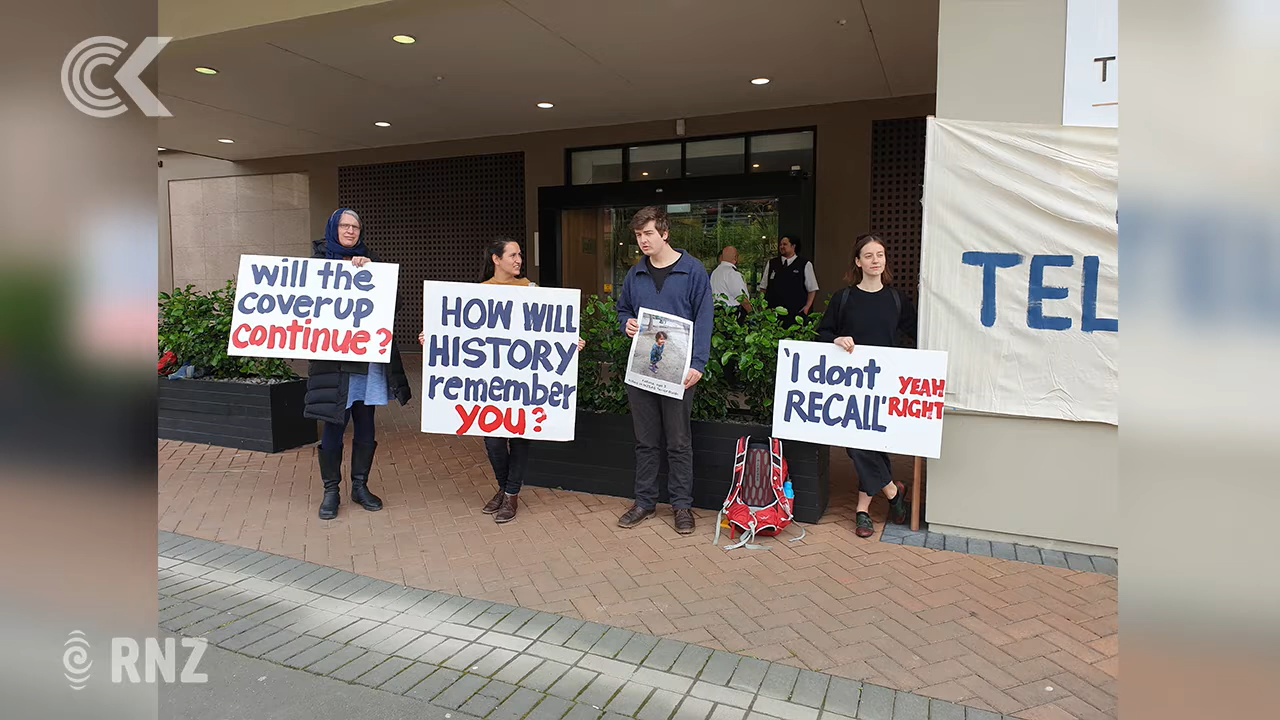 will the
coverup
continue?
HOW WILL
HISTORY
remember
YOU?
'I dont
RECALL'
YEAH
RIGHT
T
TEL
RNZ